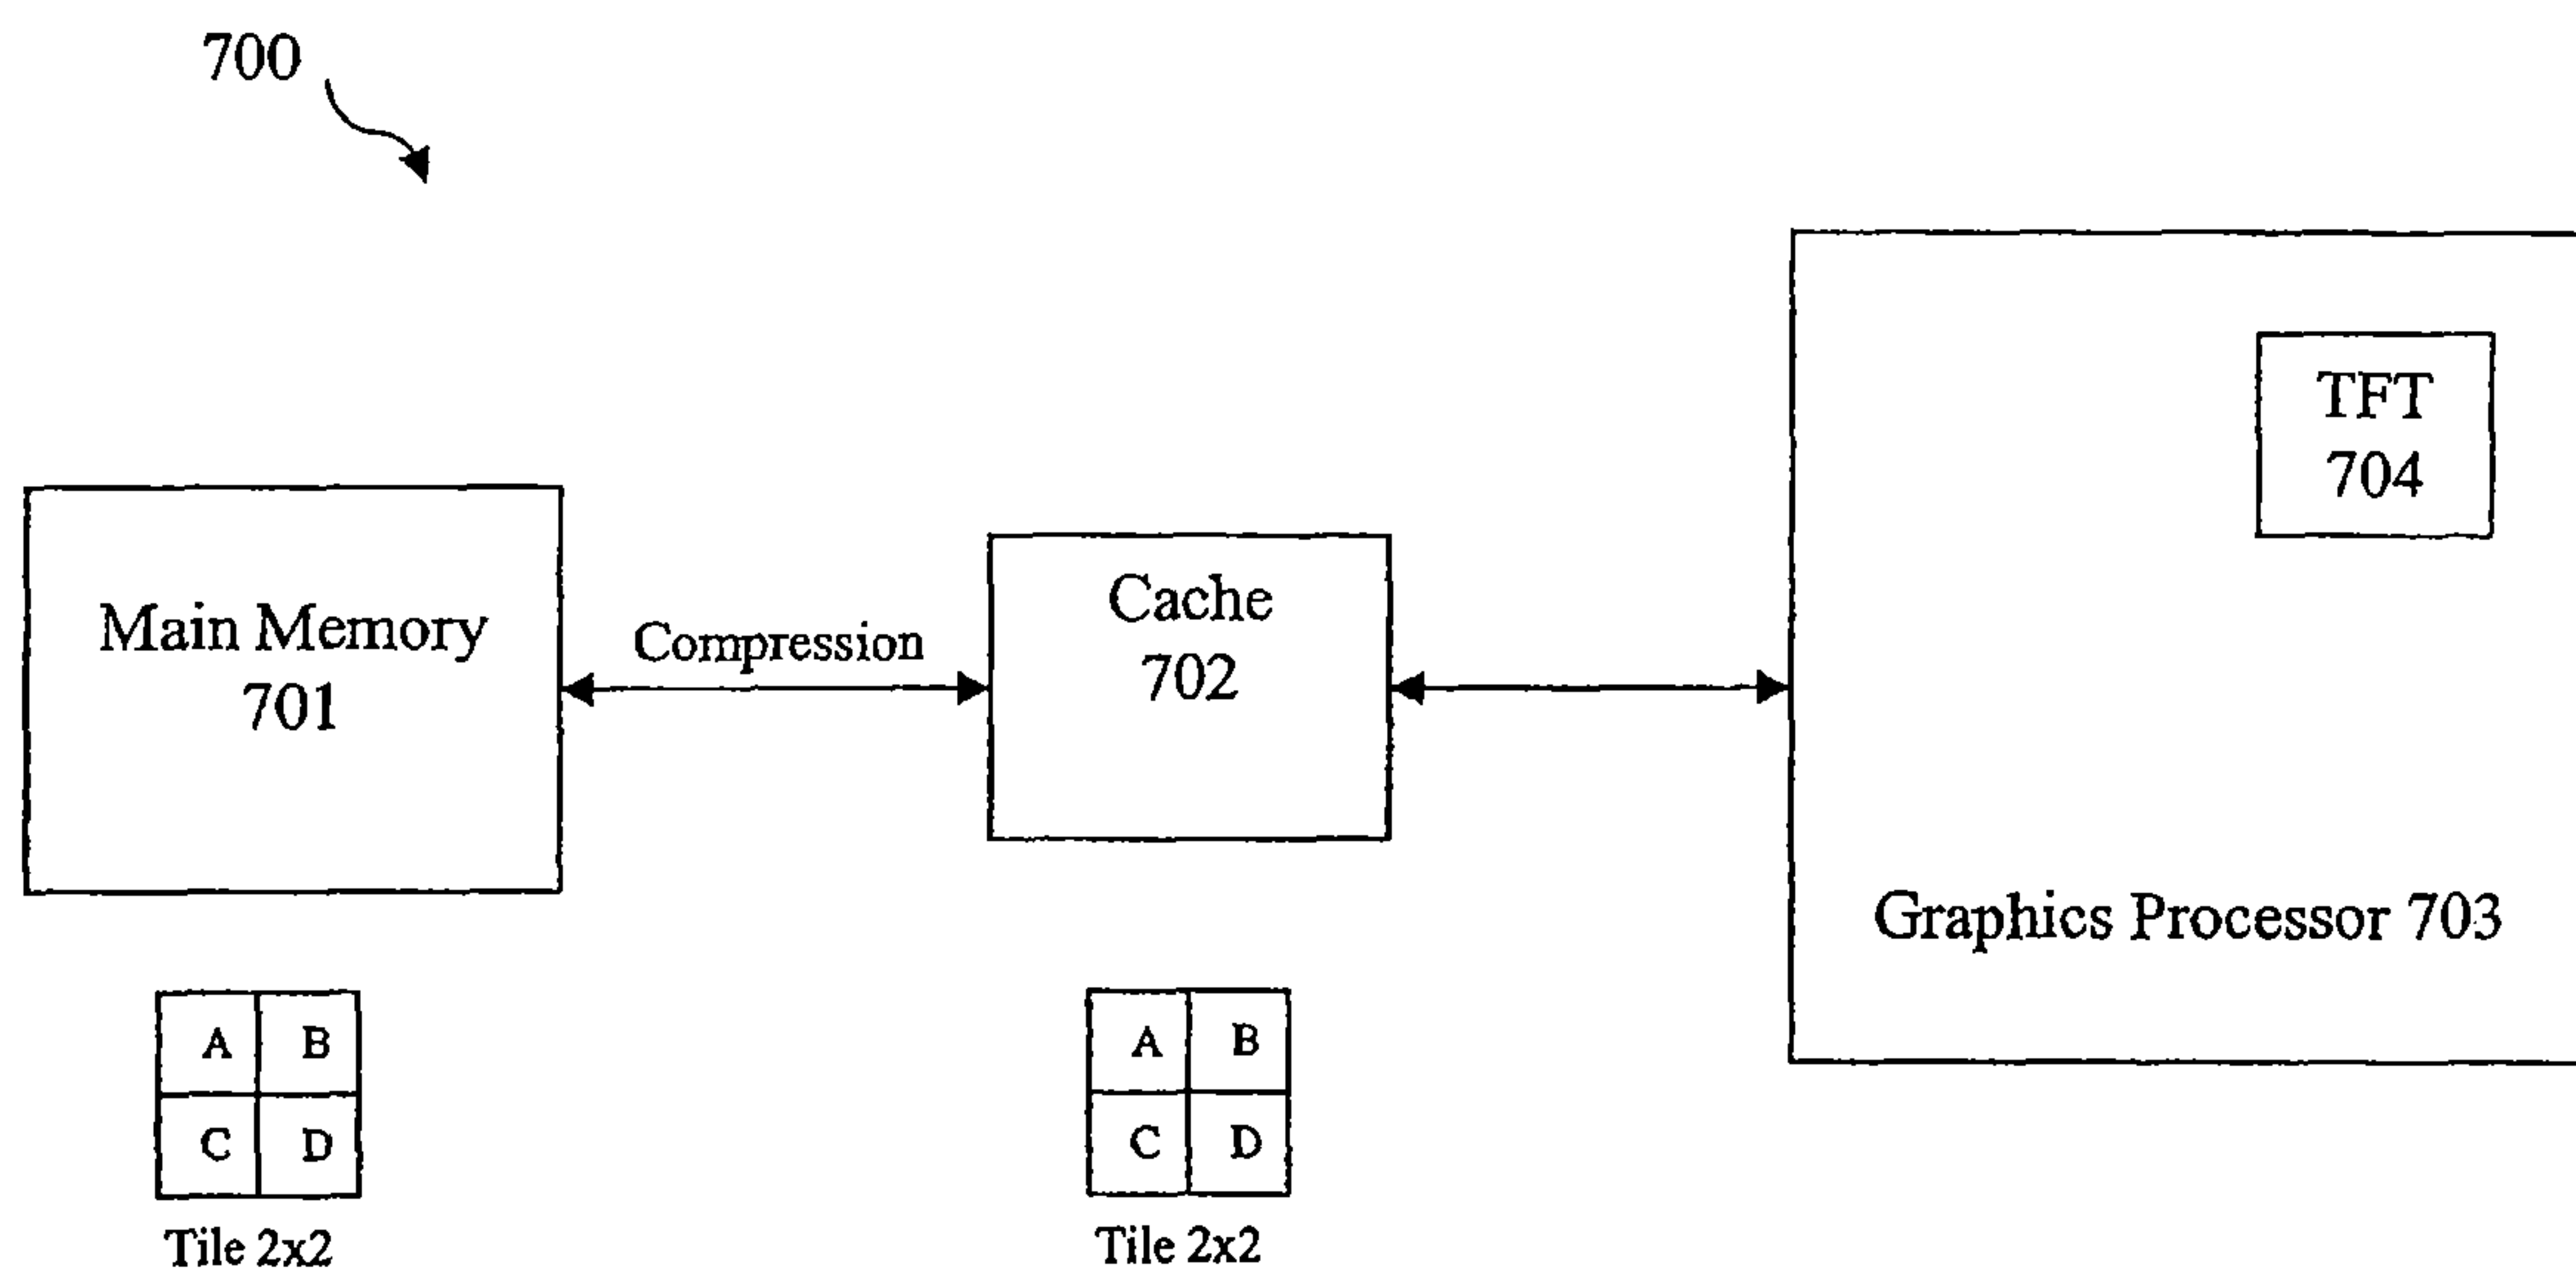 700
TFT
704
Main Memory
701
Compression
Cache
702
Graphics Processor 703
A B
C D
Tile 2x2
A B
C D
Tile 2x2